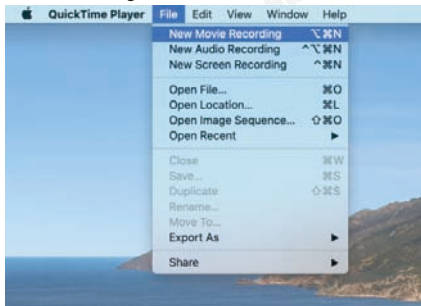 QuickTime Player File Edit View Window Help
New Movie Recording ⌥⌘N
New Audio Recording ^⌥⌘N
New Screen Recording ^⌘N
Open File... ⌘O
Open Location... ⌘L
Open Image Sequence... ⇧⌘O
Open Recent ▶
Close ⌘W
Save... ⌘S
Duplicate ⇧⌘S
Rename...
Move To...
Export As ▶
Share ▶